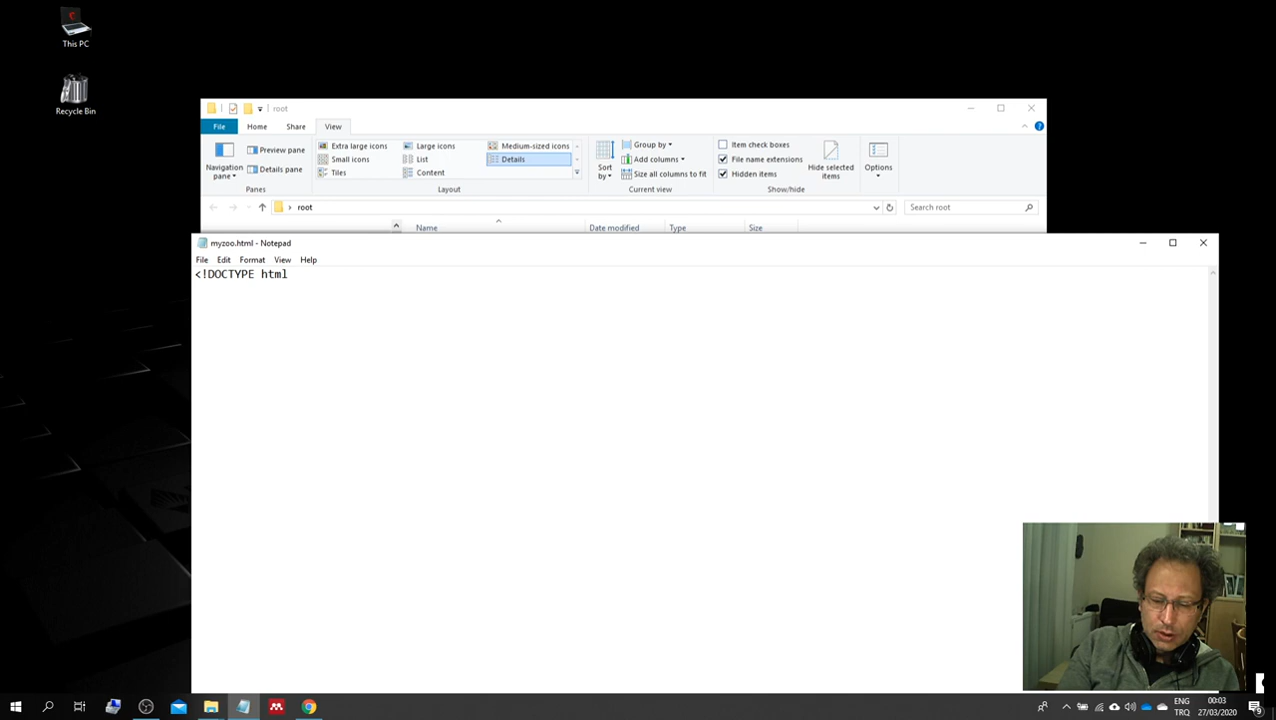 This PC
Recycle Bin
root
File Home Share View
Navigation pane
Preview pane
Details pane
Panes
Extra large icons
Large icons
Medium-sized icons
Small icons
List
Details
Tiles
Content
Layout
Sort by
Group by
Add columns
Size all columns to fit
Current view
Item check boxes
File name extensions
Hidden items
Hide selected items
Show/hide
Options
root
Search root
Name Date modified Type Size
myzoo.html - Notepad
File Edit Format View Help
<!DOCTYPE html
ENG
TRQ
00:03
27/03/2020
9